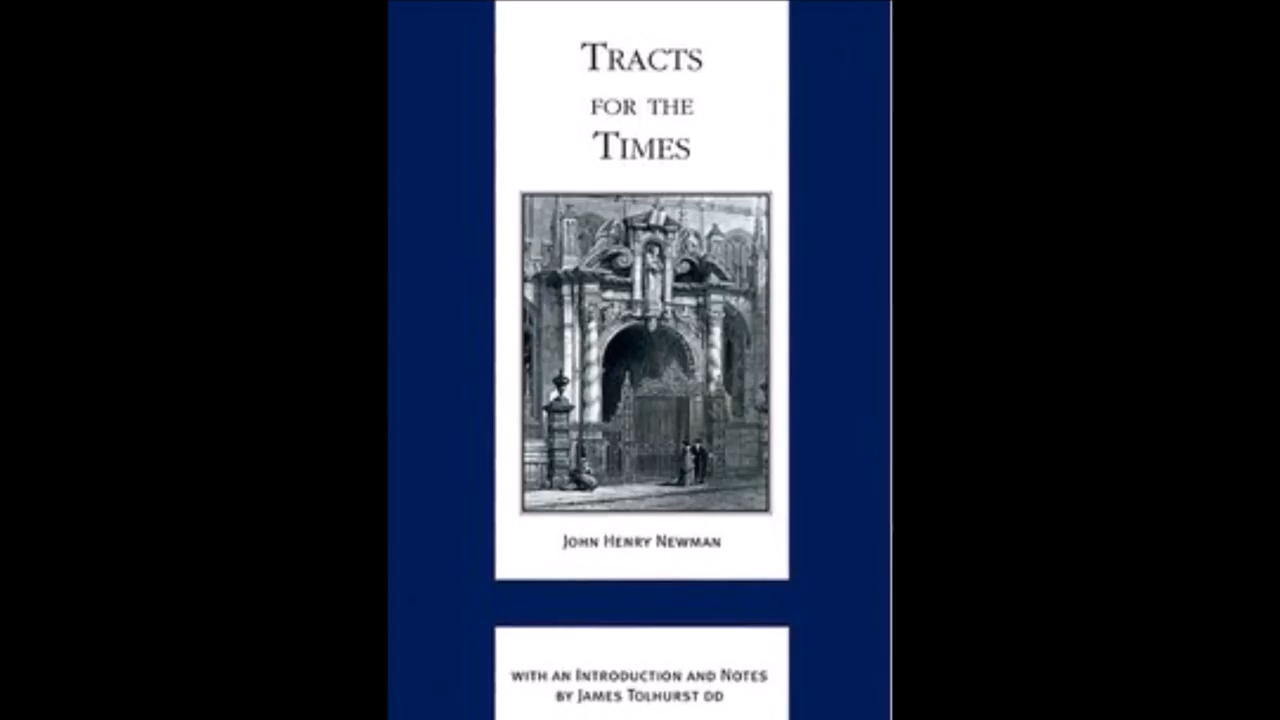 TRACTS
FOR THE
TIMES
JOHN HENRY NEWMAN
WITH AN INTRODUCTION AND NOTES
BY JAMES TOLHURST DD